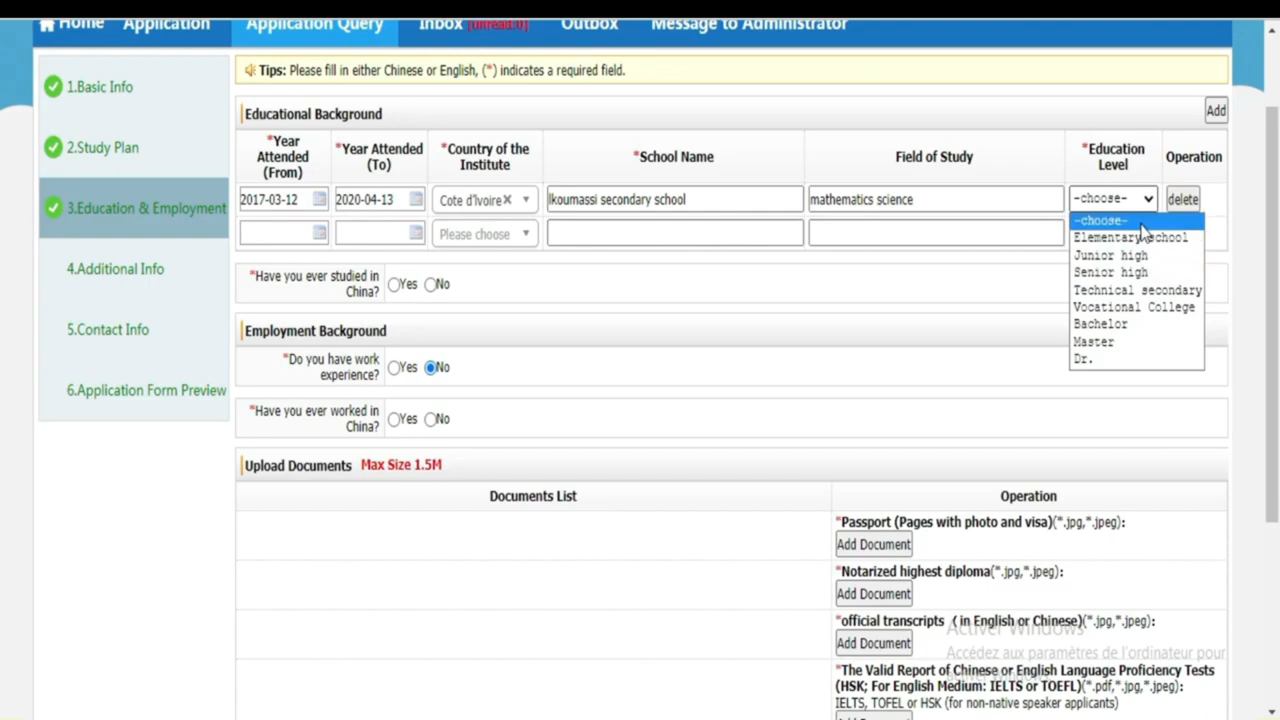 Home Application Application Query Inbox [unread:0] Outbox Message to Administrator
Tips: Please fill in either Chinese or English, (*) indicates a required field.
1.Basic Info
2.Study Plan
3.Education & Employment
4.Additional Info
5.Contact Info
6.Application Form Preview
Educational Background
Add
*Year Attended (From)
*Year Attended (To)
*Country of the Institute
*School Name
Field of Study
*Education Level
Operation
2017-03-12 2020-04-13 Cote d'Ivoire× Ikoumassi secondary school mathematics science -choose- delete
Please choose
-choose-
Elementary school
Junior high
Senior high
Technical secondary
Vocational College
Bachelor
Master
Dr.
*Have you ever studied in
China?
Yes No
Employment Background
*Do you have work
experience?
Yes No
*Have you ever worked in
China?
Yes No
Upload Documents Max Size 1.5M
Documents List Operation
*Passport (Pages with photo and visa)(*.jpg,*.jpeg):
Add Document
*Notarized highest diploma(*.jpg,*.jpeg):
Add Document
*official transcripts ( in English or Chinese)(*.jpg,*.jpeg):
Activer Windows
Add Document
Accédez aux paramètres de l'ordinateur pour
*The Valid Report of Chinese or English Language Proficiency Tests
(HSK; For English Medium: IELTS or TOEFL)(*.pdf,*.jpg,*.jpeg):
IELTS, TOFEL or HSK (for non-native speaker applicants)